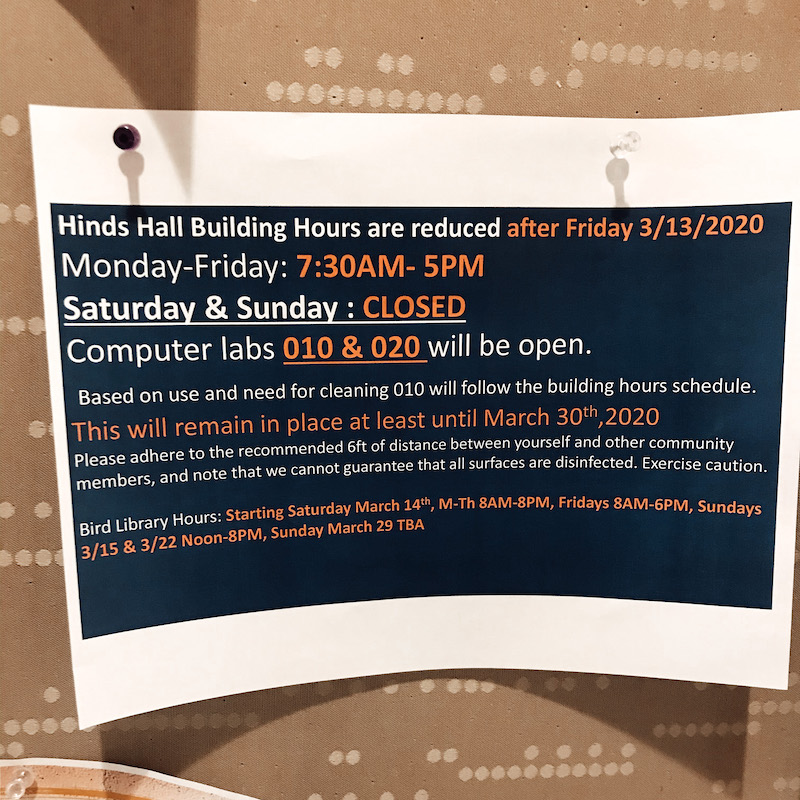 Hinds Hall Building Hours are reduced after Friday 3/13/2020
Monday-Friday: 7:30AM- 5PM
Saturday & Sunday : CLOSED
Computer labs 010 & 020 will be open.
Based on use and need for cleaning 010 will follow the building hours schedule.
This will remain in place at least until March 30th,2020
Please adhere to the recommended 6ft of distance between yourself and other community
members, and note that we cannot guarantee that all surfaces are disinfected. Exercise caution.
Bird Library Hours: Starting Saturday March 14th, M-Th 8AM-8PM, Fridays 8AM-6PM, Sundays
3/15 & 3/22 Noon-8PM, Sunday March 29 TBA